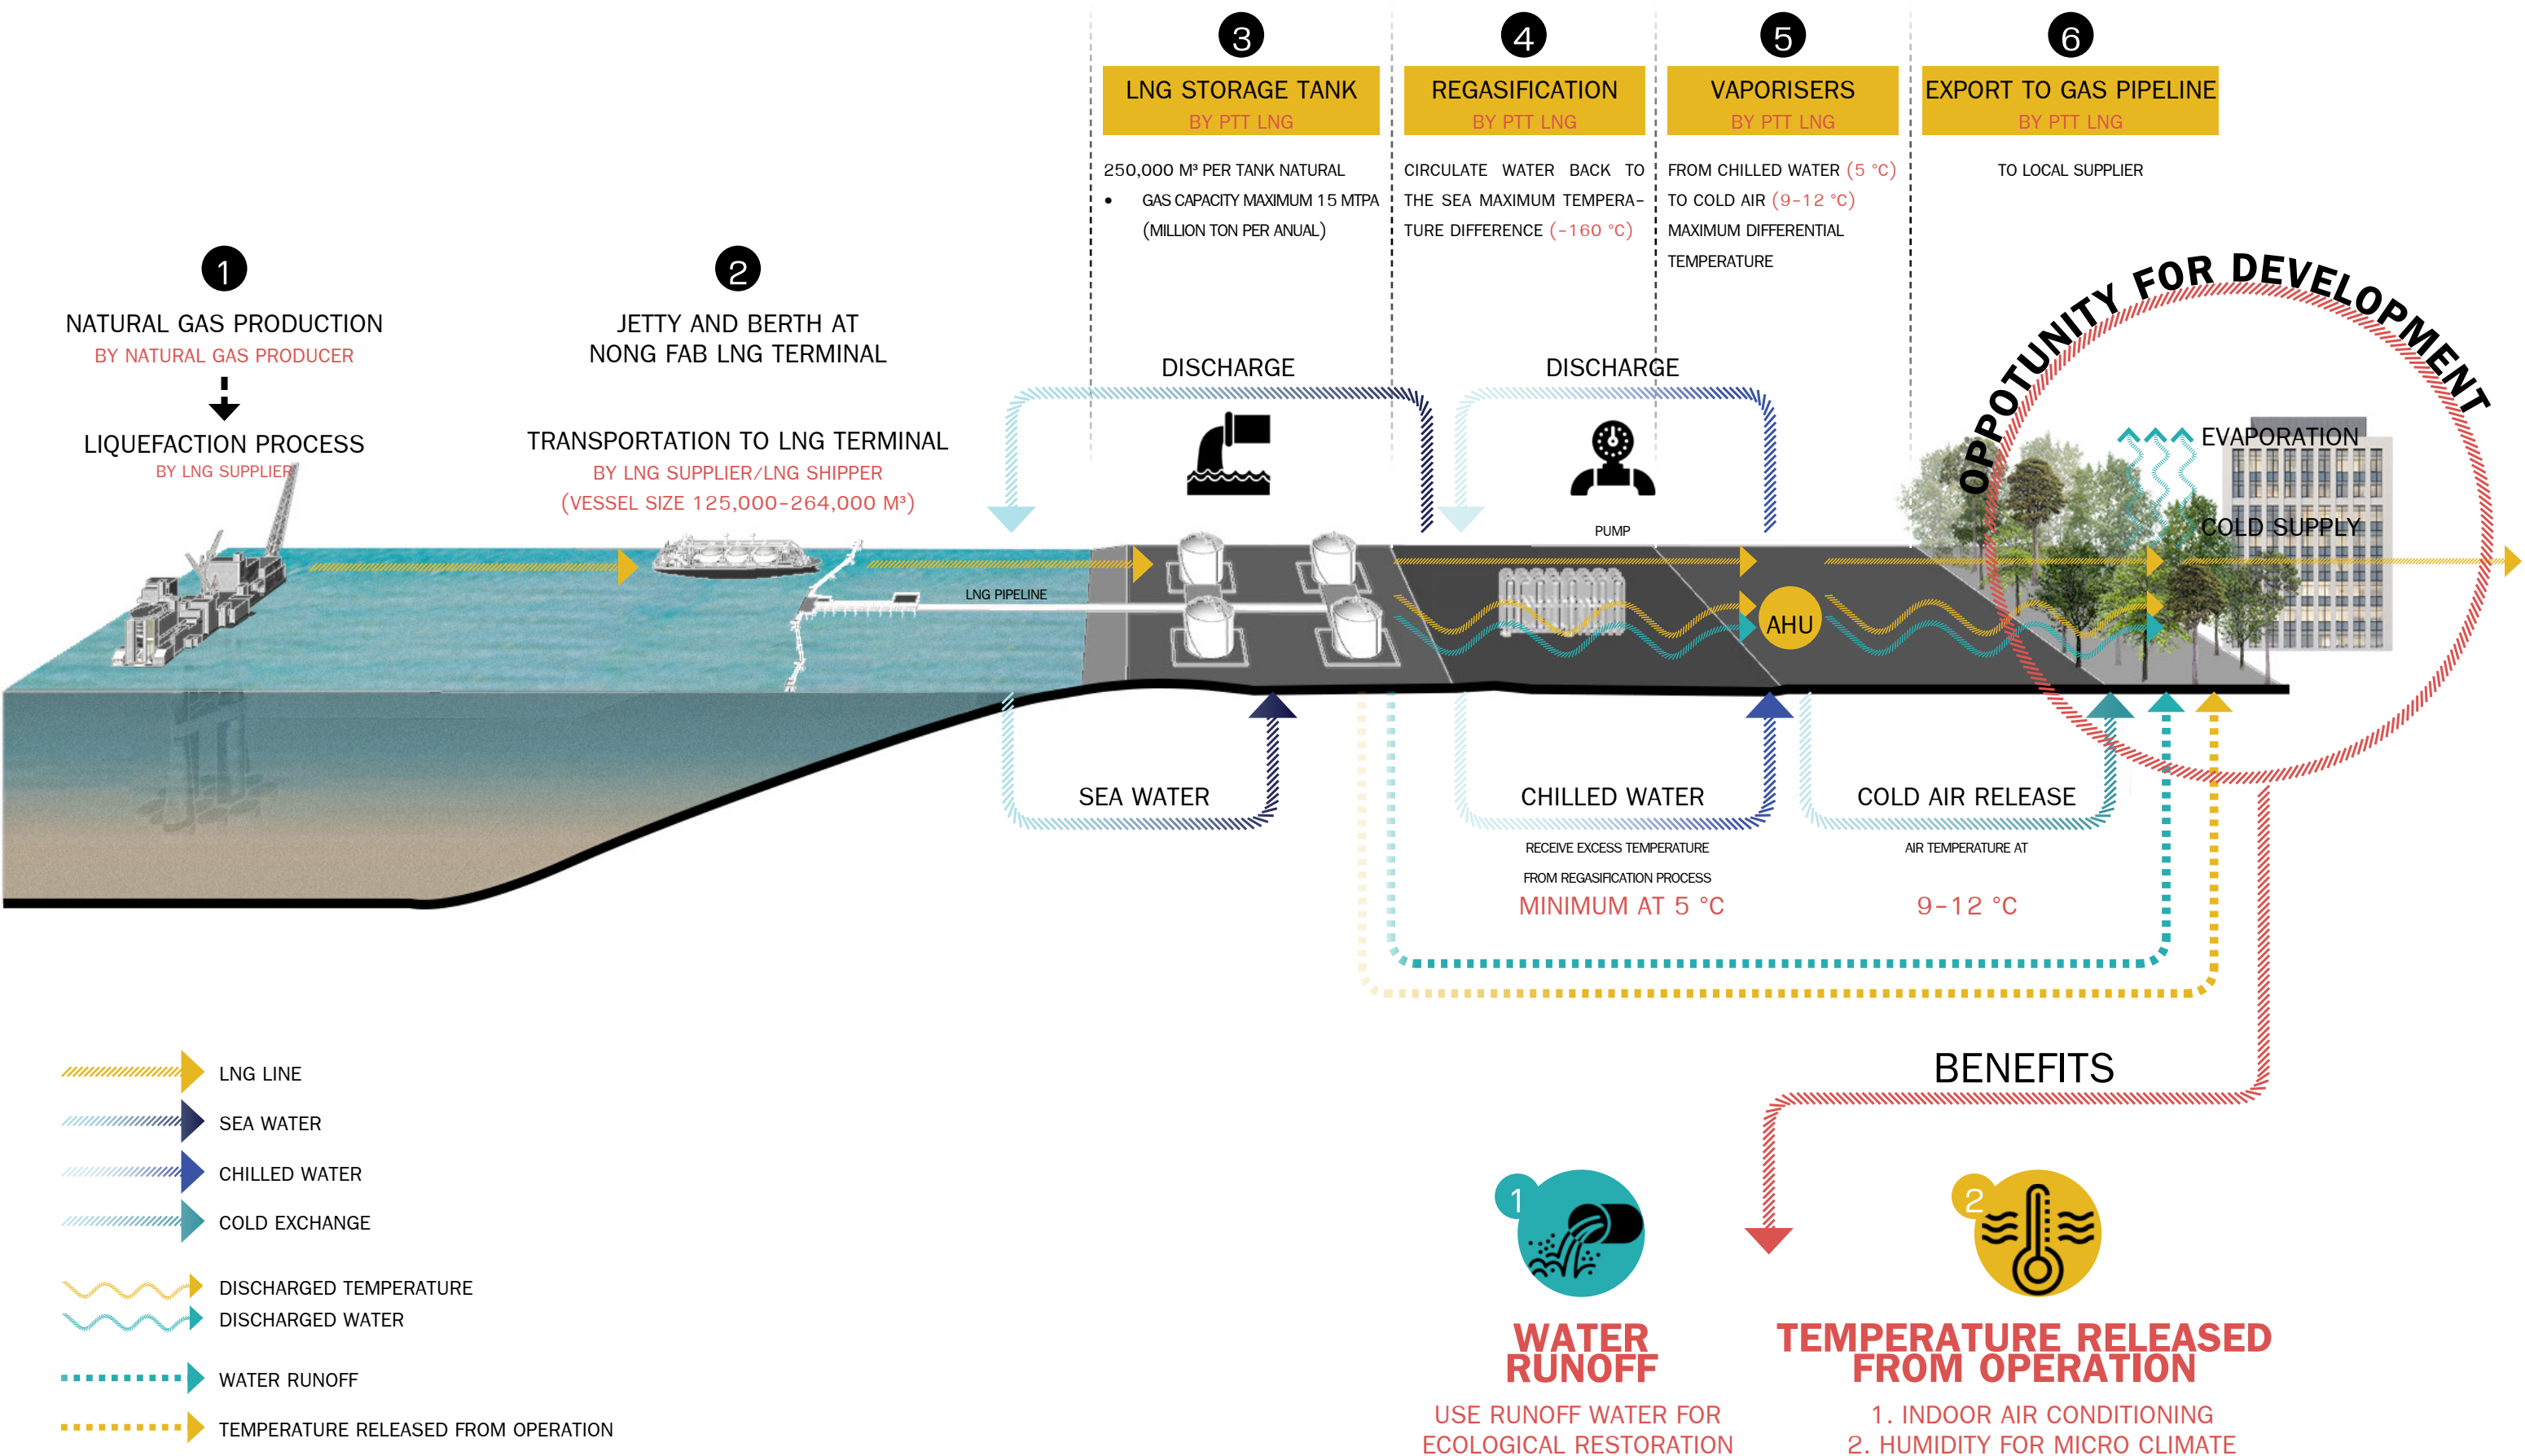 1
NATURAL GAS PRODUCTION
BY NATURAL GAS PRODUCER
LIQUEFACTION PROCESS
BY LNG SUPPLIER
2
JETTY AND BERTH AT
NONG FAB LNG TERMINAL
TRANSPORTATION TO LNG TERMINAL
BY LNG SUPPLIER/LNG SHIPPER
(VESSEL SIZE 125,000-264,000 M³)
3
LNG STORAGE TANK
BY PTT LNG
250,000 M³ PER TANK NATURAL
• GAS CAPACITY MAXIMUM 15 MTPA
(MILLION TON PER ANUAL)
4
REGASIFICATION
BY PTT LNG
CIRCULATE WATER BACK TO
THE SEA MAXIMUM TEMPERA-
TURE DIFFERENCE (-160 °C)
5
VAPORISERS
BY PTT LNG
FROM CHILLED WATER (5 °C)
TO COLD AIR (9-12 °C)
MAXIMUM DIFFERENTIAL
TEMPERATURE
6
EXPORT TO GAS PIPELINE
BY PTT LNG
TO LOCAL SUPPLIER
OPPOTUNITY FOR DEVELOPMENT
DISCHARGE
DISCHARGE
PUMP
EVAPORATION
COLD SUPPLY
LNG PIPELINE
AHU
SEA WATER
CHILLED WATER
RECEIVE EXCESS TEMPERATURE
FROM REGASIFICATION PROCESS
MINIMUM AT 5 °C
COLD AIR RELEASE
AIR TEMPERATURE AT
9-12 °C
LNG LINE
SEA WATER
CHILLED WATER
COLD EXCHANGE
DISCHARGED TEMPERATURE
DISCHARGED WATER
WATER RUNOFF
TEMPERATURE RELEASED FROM OPERATION
BENEFITS
1
WATER
RUNOFF
USE RUNOFF WATER FOR
ECOLOGICAL RESTORATION
2
TEMPERATURE RELEASED
FROM OPERATION
1. INDOOR AIR CONDITIONING
2. HUMIDITY FOR MICRO CLIMATE